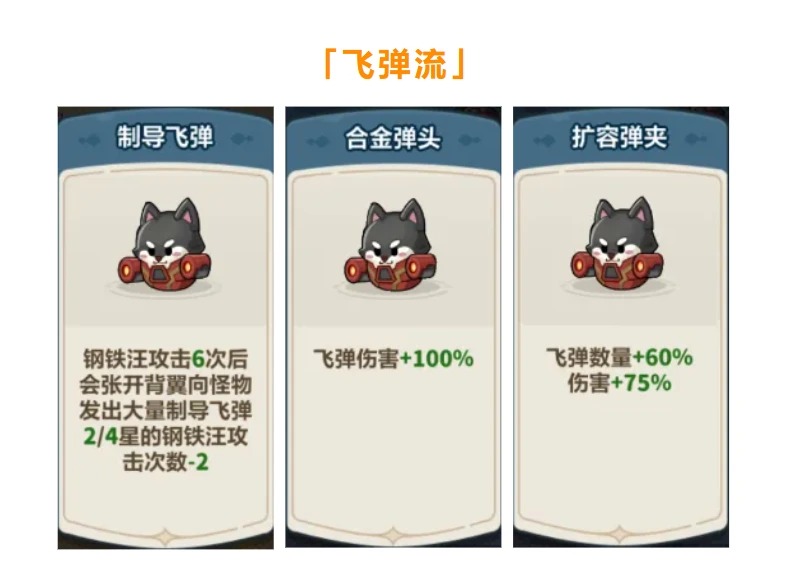 「飞弹流」
制导飞弹
钢铁汪攻击6次后
会张开背翼向怪物
发出大量制导飞弹
2/4星的钢铁汪攻
击次数-2
合金弹头
飞弹伤害+100%
扩容弹夹
飞弹数量+60%
伤害+75%